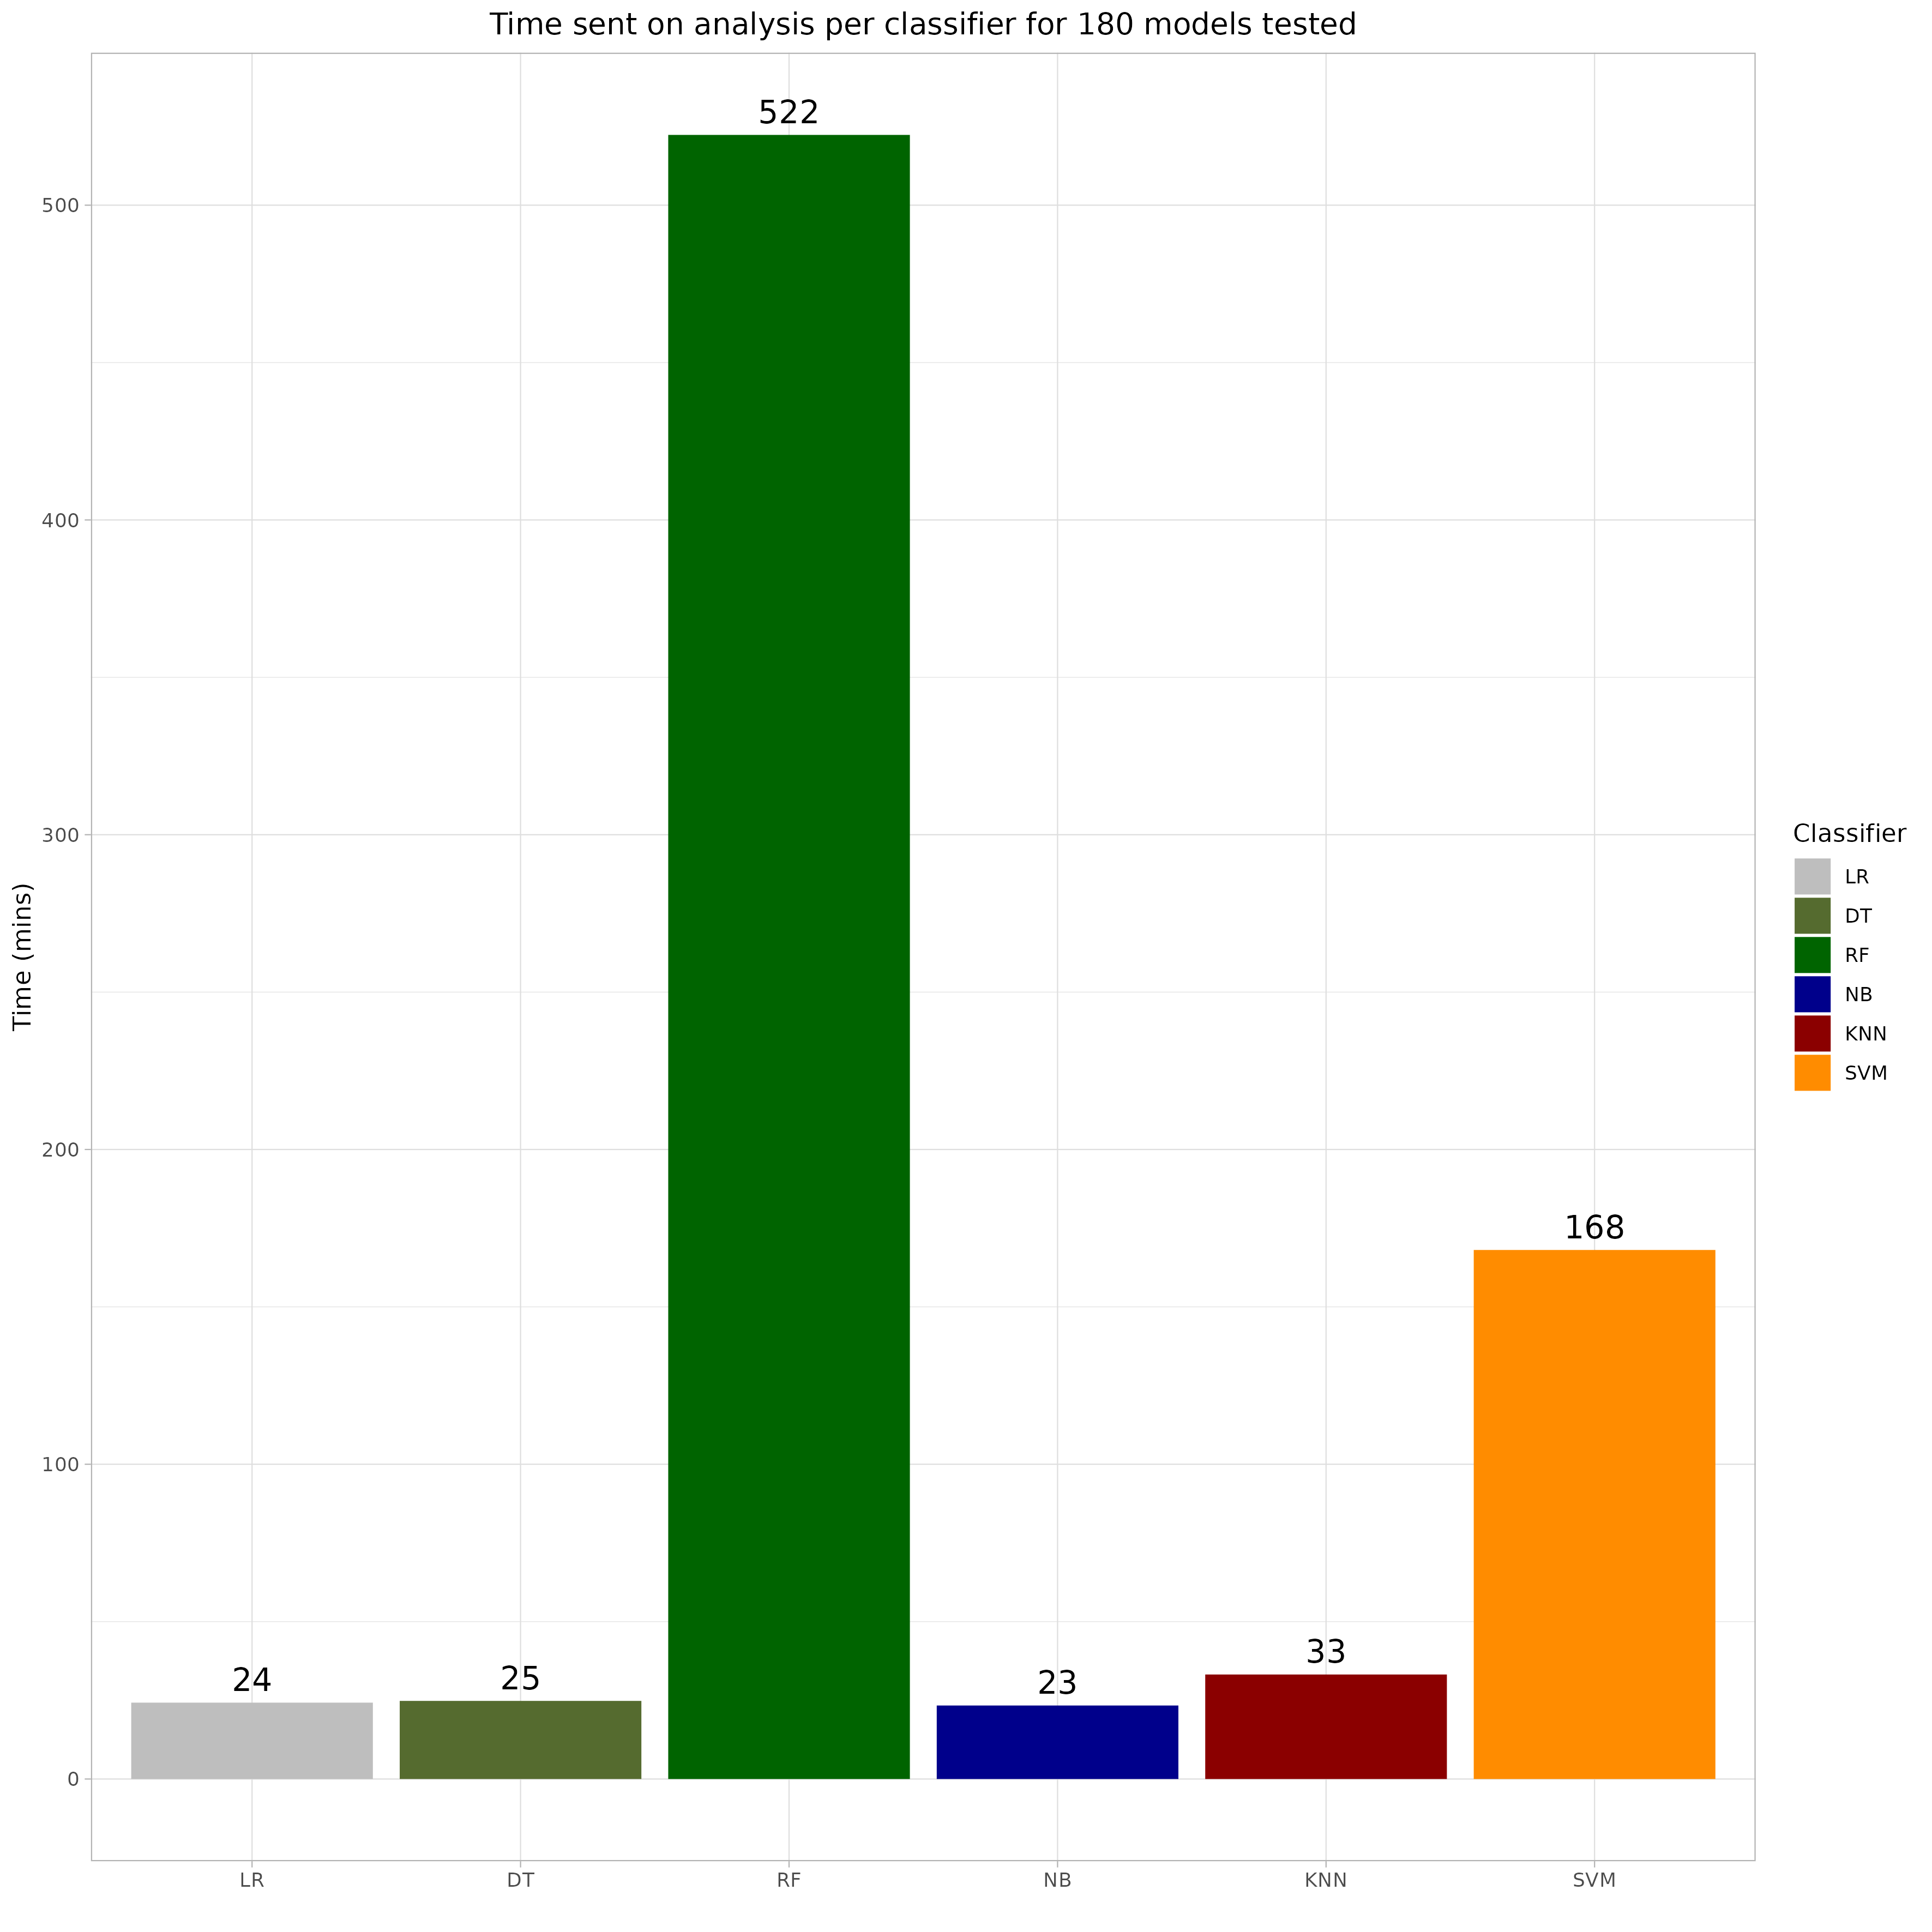 Time sent on analysis per classifier for 180 models tested
522
500
400
300
200
100
0
Time (mins)
168
33
25
24
23
LR DT RF NB KNN SVM
Classifier
LR
DT
RF
NB
KNN
SVM